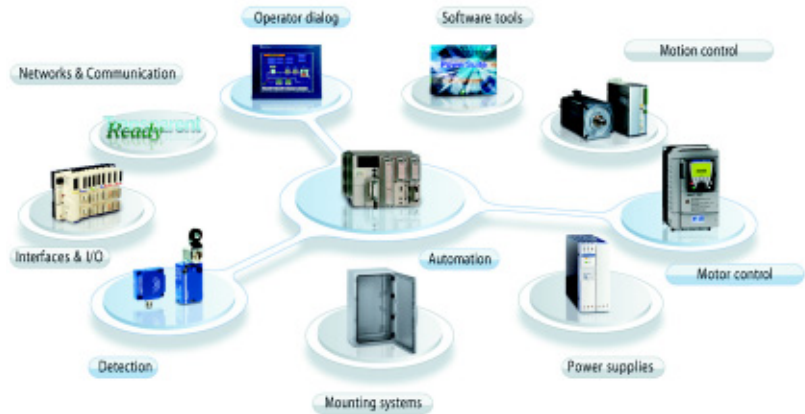 Operator dialog
Software tools
Motion control
Networks & Communication
Ready
Interfaces & I/O
Automation
Motor control
Detection
Power supplies
Mounting systems